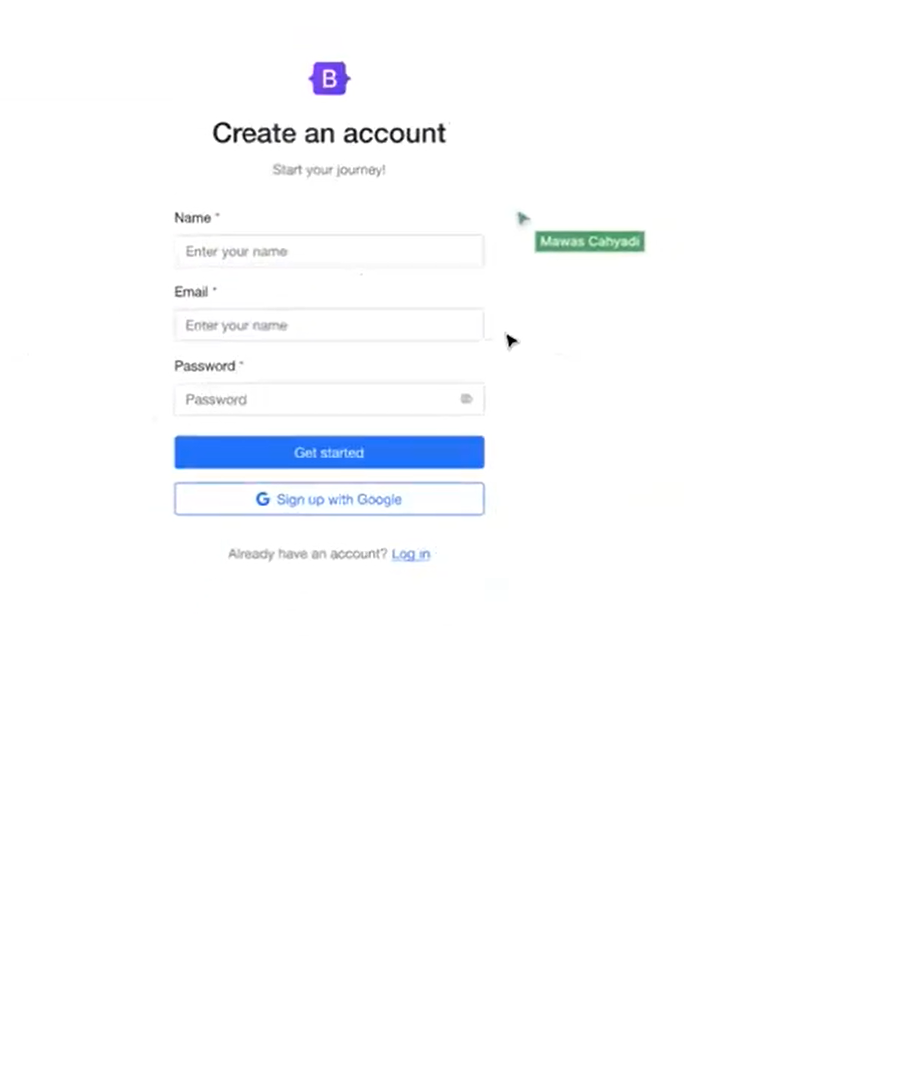 B
Create an account
Start your journey!
Name *
Mawas Cahyadi
Enter your name
Email *
Enter your name
Password *
Password
Get started
G Sign up with Google
Already have an account? Log in